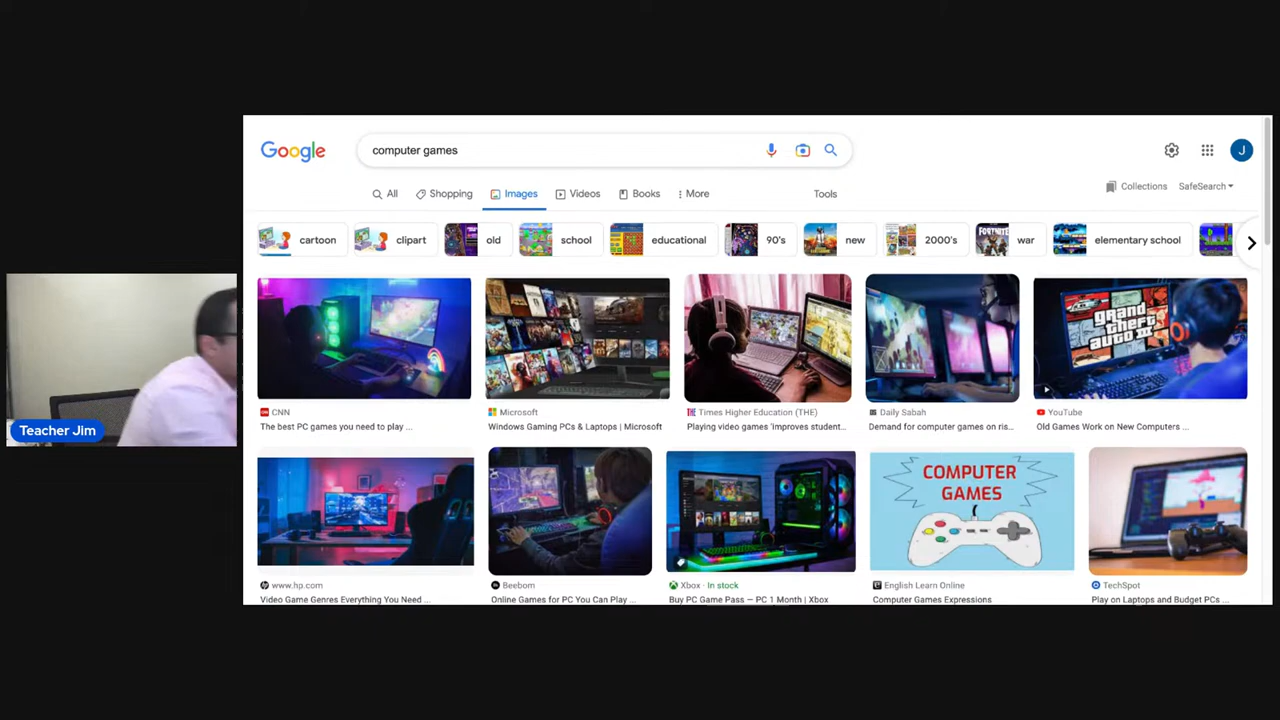 Google
computer games
J
All
Shopping
Images
Videos
Books
More
Tools
Collections
SafeSearch
cartoon
clipart
old
school
educational
90's
new
2000's
FORTNITE
war
elementary school
grand
theft
auto III
CNN
The best PC games you need to play ...
Microsoft
Windows Gaming PCs & Laptops | Microsoft
Times Higher Education (THE)
Playing video games 'improves student...
Daily Sabah
Demand for computer games on ris...
YouTube
Old Games Work on New Computers ...
Teacher Jim
COMPUTER
GAMES
www.hp.com
Video Game Genres Everything You Need ...
Beebom
Online Games for PC You Can Play ...
Xbox · In stock
Buy PC Game Pass — PC 1 Month | Xbox
English Learn Online
Computer Games Expressions
TechSpot
Play on Laptops and Budget PCs ...